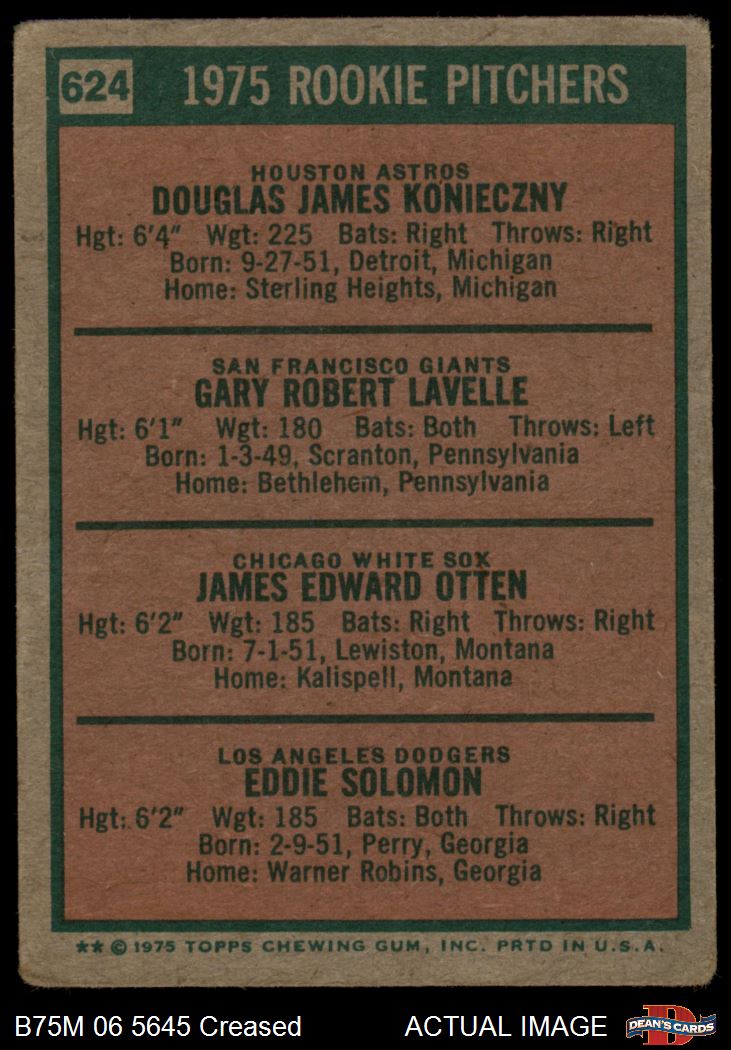 624 1975 ROOKIE PITCHERS
HOUSTON ASTROS
DOUGLAS JAMES KONIECZNY
Hgt: 6'4" Wgt: 225 Bats: Right Throws: Right
Born: 9-27-51, Detroit, Michigan
Home: Sterling Heights, Michigan
SAN FRANCISCO GIANTS
GARY ROBERT LAVELLE
Hgt: 6'1" Wgt: 180 Bats: Both Throws: Left
Born: 1-3-49, Scranton, Pennsylvania
Home: Bethlehem, Pennsylvania
CHICAGO WHITE SOX
JAMES EDWARD OTTEN
Hgt: 6'2" Wgt: 185 Bats: Right Throws: Right
Born: 7-1-51, Lewiston, Montana
Home: Kalispell, Montana
LOS ANGELES DODGERS
EDDIE SOLOMON
Hgt: 6'2" Wgt: 185 Bats: Both Throws: Right
Born: 2-9-51, Perry, Georgia
Home: Warner Robins, Georgia
** © 1975 TOPPS CHEWING GUM, INC. PRTD IN U.S.A.
B75M 06 5645 Creased ACTUAL IMAGE D DEAN'S CARDS